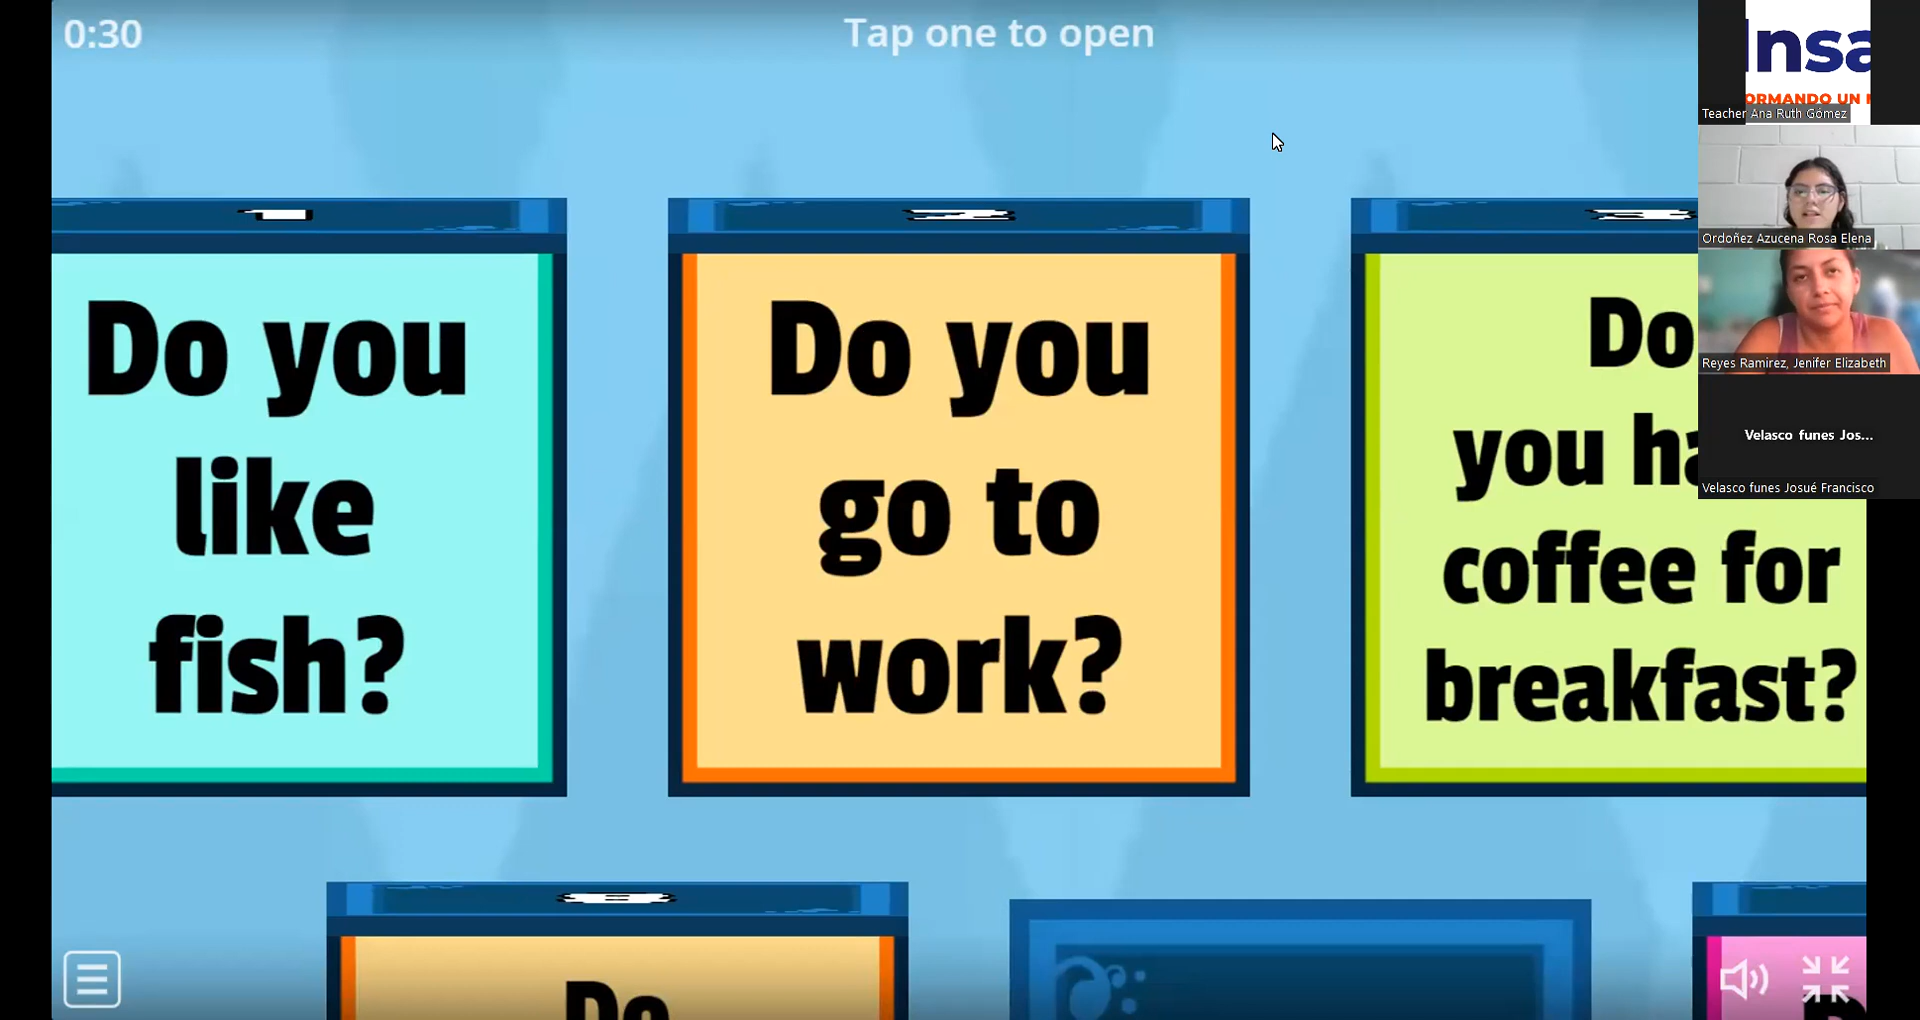 0:30
Tap one to open
Do you
like
fish?
Do you
go to
work?
Do
you ha
coffee for
breakfast?
Do
Insa
ORMANDO UN
Teacher Ana Ruth Gómez
Ordoñez Azucena Rosa Elena
Reyes Ramirez, Jenifer Elizabeth
Velasco funes Jos...
Velasco funes Josué Francisco